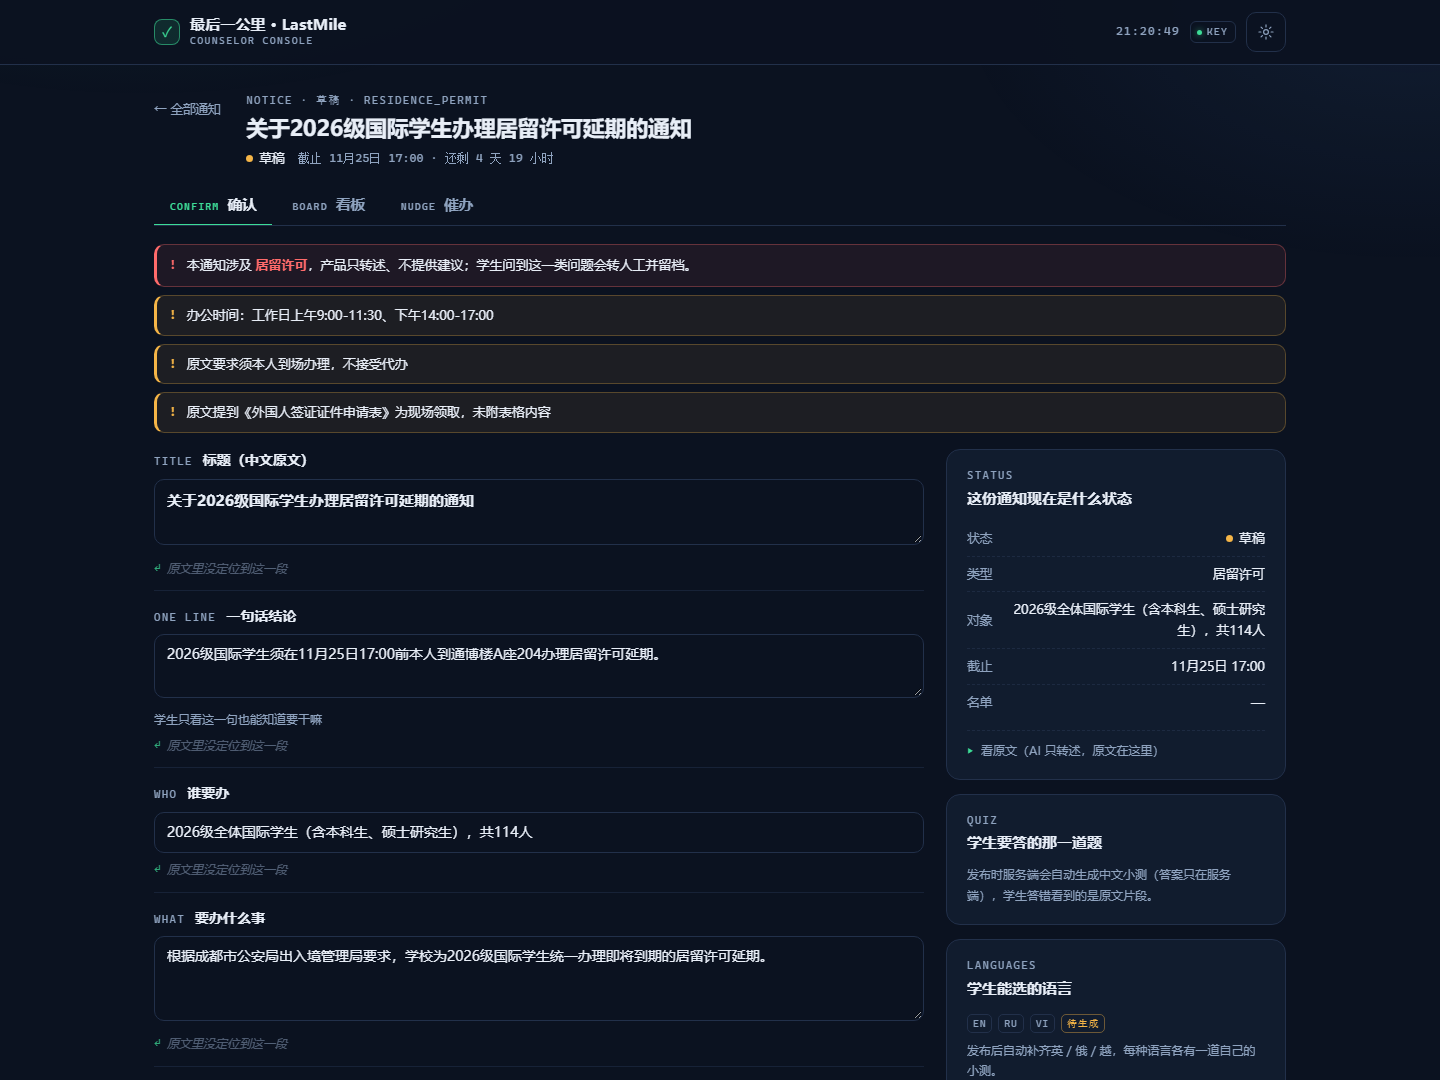 ✓ 最后一公里 • LastMile
COUNSELOR CONSOLE
21:20:49
KEY
← 全部通知
NOTICE · 草稿 · RESIDENCE_PERMIT
关于2026级国际学生办理居留许可延期的通知
草稿 截止 11月25日 17:00 · 还剩 4 天 19 小时
CONFIRM 确认
BOARD 看板
NUDGE 催办
! 本通知涉及 居留许可，产品只转述、不提供建议；学生问到这一类问题会转人工并留档。
! 办公时间：工作日上午9:00-11:30、下午14:00-17:00
! 原文要求须本人到场办理，不接受代办
! 原文提到《外国人签证证件申请表》为现场领取，未附表格内容
TITLE 标题（中文原文）
关于2026级国际学生办理居留许可延期的通知
↲ 原文里没定位到这一段
ONE LINE 一句话结论
2026级国际学生须在11月25日17:00前本人到通博楼A座204办理居留许可延期。
学生只看这一句也能知道要干嘛
↲ 原文里没定位到这一段
WHO 谁要办
2026级全体国际学生（含本科生、硕士研究生），共114人
↲ 原文里没定位到这一段
WHAT 要办什么事
根据成都市公安局出入境管理局要求，学校为2026级国际学生统一办理即将到期的居留许可延期。
↲ 原文里没定位到这一段
STATUS
这份通知现在是什么状态
状态 草稿
类型 居留许可
对象 2026级全体国际学生（含本科生、硕士研究
生），共114人
截止 11月25日 17:00
名单 —
▸ 看原文（AI 只转述，原文在这里）
QUIZ
学生要答的那一道题
发布时服务端会自动生成中文小测（答案只在服务
端），学生答错看到的是原文片段。
LANGUAGES
学生能选的语言
EN RU VI 待生成
发布后自动补齐英 / 俄 / 越，每种语言各有一道自己的
小测。